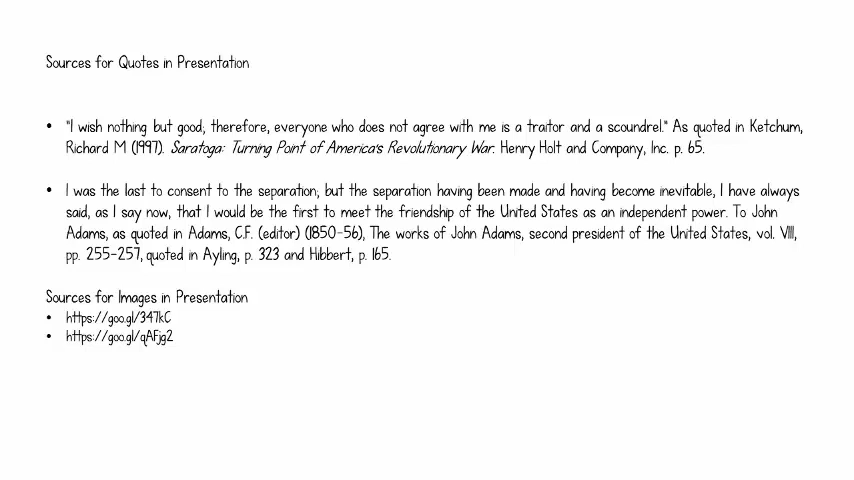 Sources for Quotes in Presentation
• "I wish nothing but good; therefore, everyone who does not agree with me is a traitor and a scoundrel." As quoted in Ketchum,
Richard M (1997). Saratoga: Turning Point of America's Revolutionary War. Henry Holt and Company, Inc. p. 65.
• I was the last to consent to the separation; but the separation having been made and having become inevitable, I have always
said, as I say now, that I would be the first to meet the friendship of the United States as an independent power. To John
Adams, as quoted in Adams, C.F. (editor) (1850-56), The works of John Adams, second president of the United States, vol. VIII,
pp. 255-257, quoted in Ayling, p. 323 and Hibbert, p. 165.
Sources for Images in Presentation
• https://goo.gl/347kC
• https://goo.gl/qAFjg2